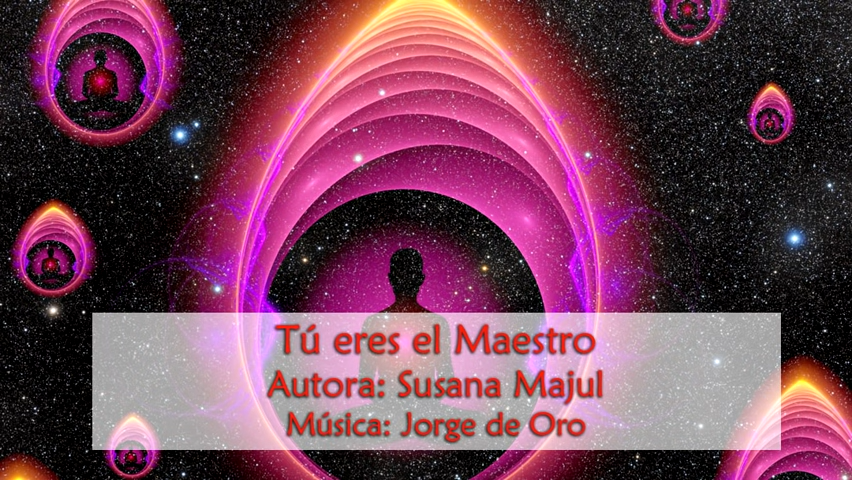 Tú eres el Maestro
Autora: Susana Majul
Música: Jorge de Oro